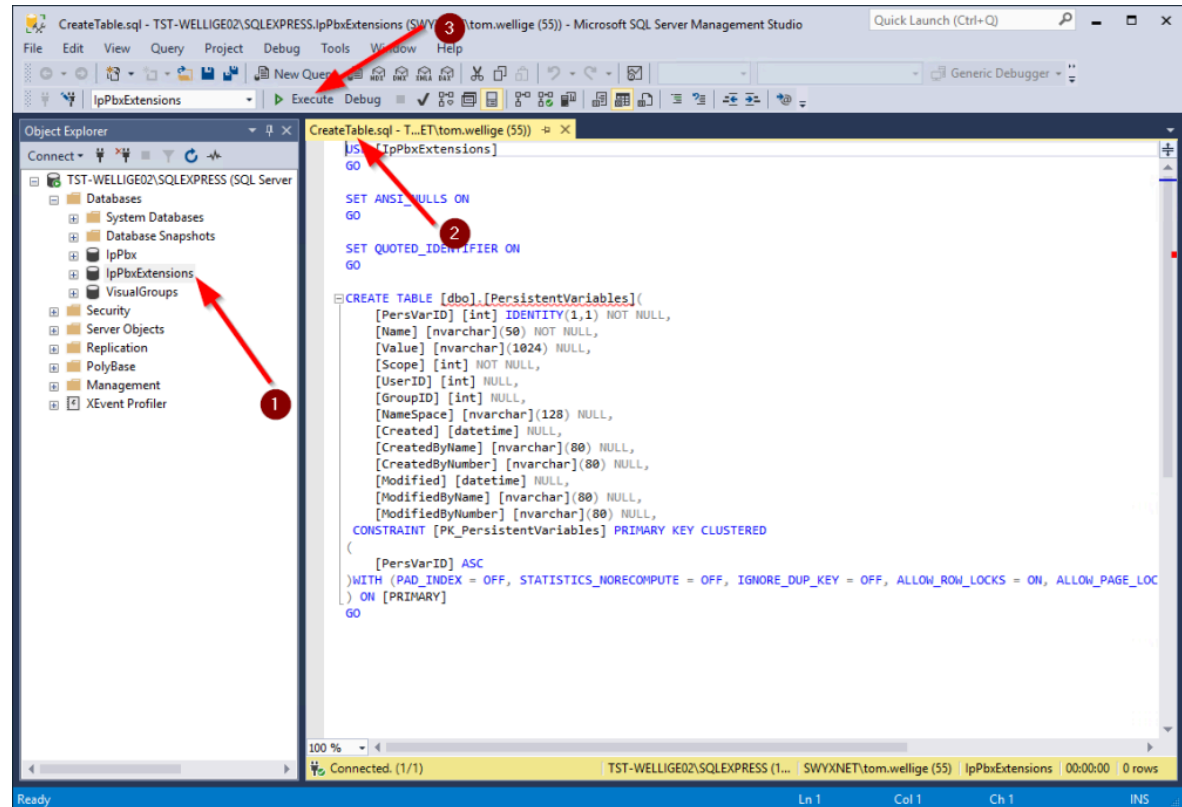 CreateTable.sql - TST-WELLIGE02\SQLEXPRESS.IpPbxExtensions (SWYXNET\tom.wellige (55)) - Microsoft SQL Server Management Studio
Quick Launch (Ctrl+Q)
File Edit View Query Project Debug Tools Window Help
3
New Query
Generic Debugger
IpPbxExtensions
Execute Debug
Object Explorer
CreateTable.sql - T...ET\tom.wellige (55))
Connect
TST-WELLIGE02\SQLEXPRESS (SQL Server
Databases
System Databases
Database Snapshots
IpPbx
IpPbxExtensions
VisualGroups
Security
Server Objects
Replication
PolyBase
Management
XEvent Profiler
1
2
USE [IpPbxExtensions]
GO
SET ANSI_NULLS ON
GO
SET QUOTED_IDENTIFIER ON
GO
CREATE TABLE [dbo].[PersistentVariables](
[PersVarID] [int] IDENTITY(1,1) NOT NULL,
[Name] [nvarchar](50) NOT NULL,
[Value] [nvarchar](1024) NULL,
[Scope] [int] NOT NULL,
[UserID] [int] NULL,
[GroupID] [int] NULL,
[NameSpace] [nvarchar](128) NULL,
[Created] [datetime] NULL,
[CreatedByName] [nvarchar](80) NULL,
[CreatedByNumber] [nvarchar](80) NULL,
[Modified] [datetime] NULL,
[ModifiedByName] [nvarchar](80) NULL,
[ModifiedByNumber] [nvarchar](80) NULL,
CONSTRAINT [PK_PersistentVariables] PRIMARY KEY CLUSTERED
(
[PersVarID] ASC
)WITH (PAD_INDEX = OFF, STATISTICS_NORECOMPUTE = OFF, IGNORE_DUP_KEY = OFF, ALLOW_ROW_LOCKS = ON, ALLOW_PAGE_LOC
) ON [PRIMARY]
GO
100 %
Connected. (1/1)
TST-WELLIGE02\SQLEXPRESS (1... SWYXNET\tom.wellige (55) IpPbxExtensions 00:00:00 0 rows
Ready
Ln 1 Col 1 Ch 1 INS